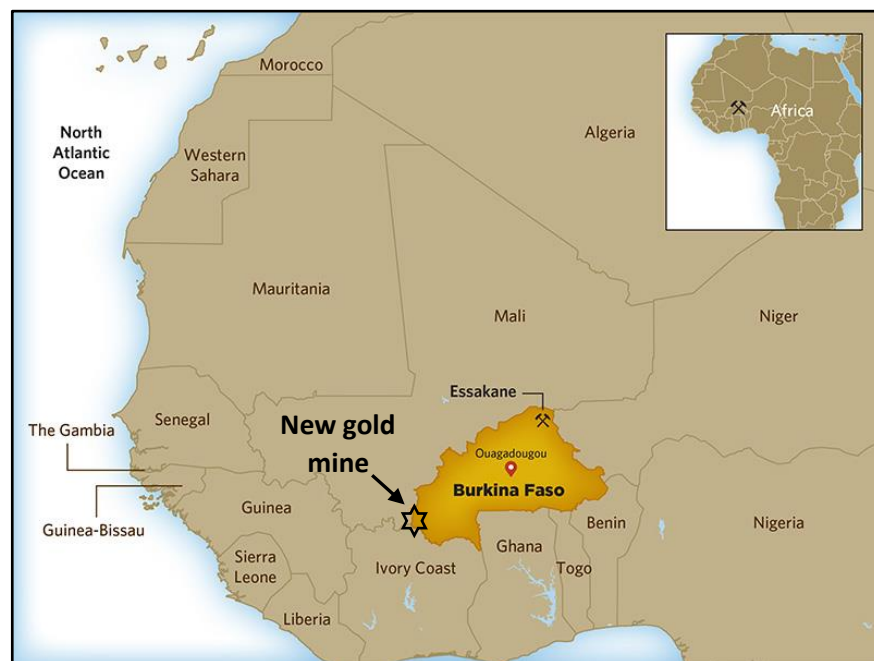 Morocco
North
Atlantic
Ocean
Western
Sahara
Algeria
Africa
Mauritania
Mali
Niger
Essakane
Senegal
The Gambia
New gold
mine
Ouagadougou
Burkina Faso
Guinea-Bissau
Guinea
Benin
Nigeria
Sierra
Leone
Ivory Coast
Ghana
Togo
Liberia